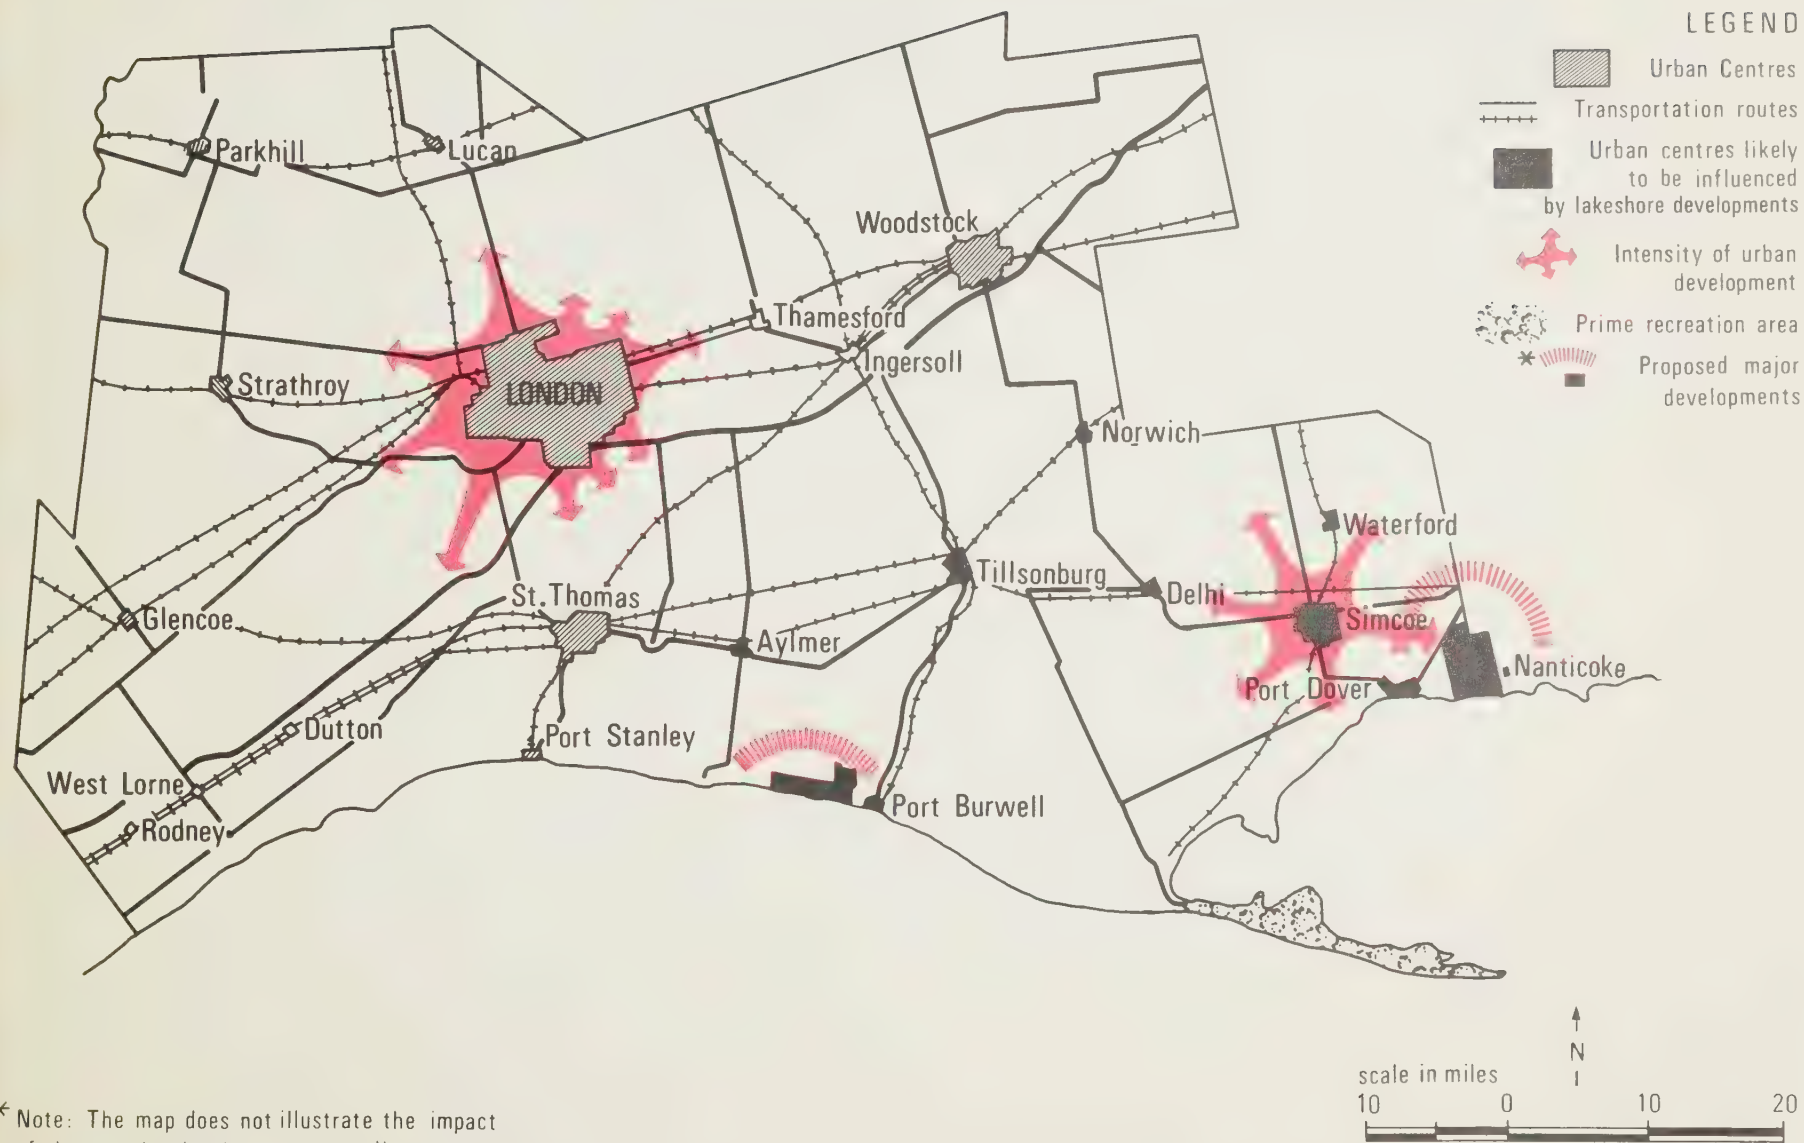 LEGEND
Urban Centres
Transportation routes
Urban centres likely
to be influenced
by lakeshore developments
Intensity of urban
development
Prime recreation area
* Proposed major
developments
Parkhill
Lucan
Woodstock
Thamesford
Ingersoll
Strathroy
LONDON
Norwich
Waterford
Tillsonburg
Delhi
St. Thomas
Glencoe
Simcoe
Aylmer
Nanticoke
Port Dover
Dutton
Port Stanley
West Lorne
Port Burwell
Rodney
N
scale in miles
10 0 10 20
* Note: The map does not illustrate the impact